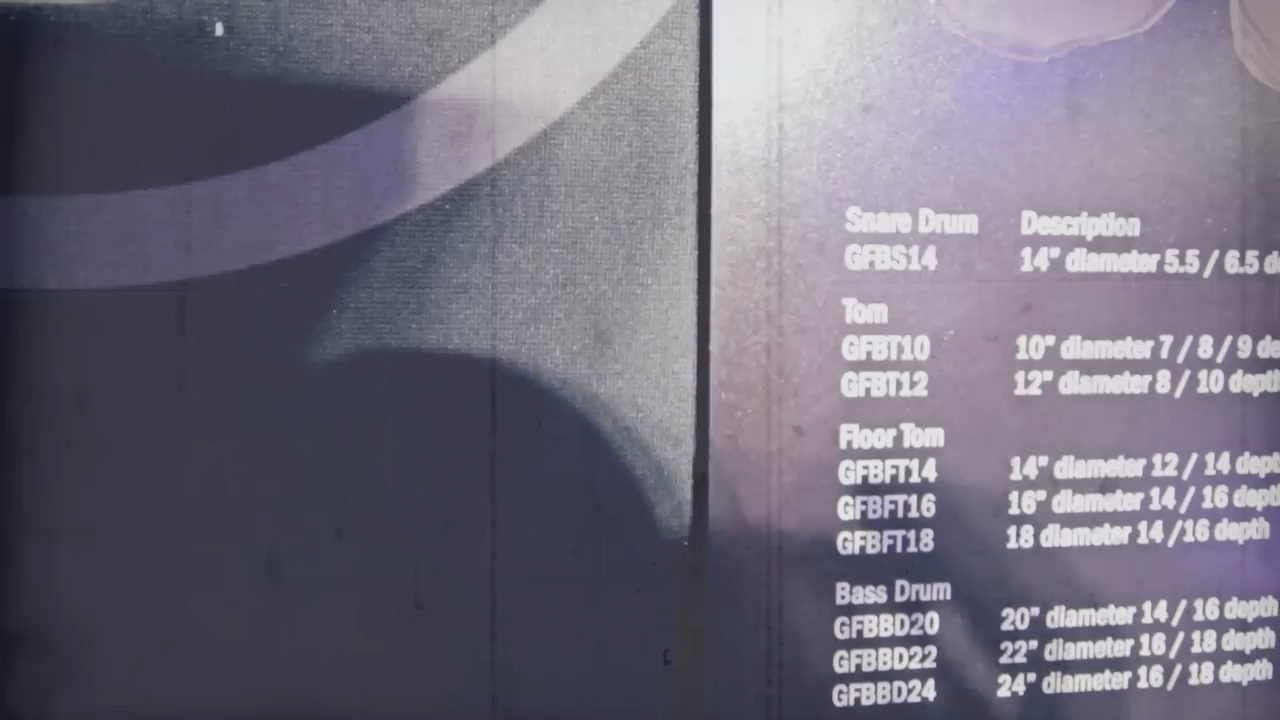 Snare Drum Description
GFBS14 14" diameter 5.5 / 6.5
Tom
GFBT10 10" diameter 7 / 8 / 9
GFBT12 12" diameter 8 / 10 depth
Floor Tom
GFBFT14 14" diameter 12 / 14 dept
GFBFT16 16" diameter 14 / 16 dept
GFBFT18 18 diameter 14 /16 depth
Bass Drum
GFBBD20 20" diameter 14 / 16 depth
GFBBD22 22" diameter 16 / 18 depth
GFBBD24 24" diameter 16 / 18 depth